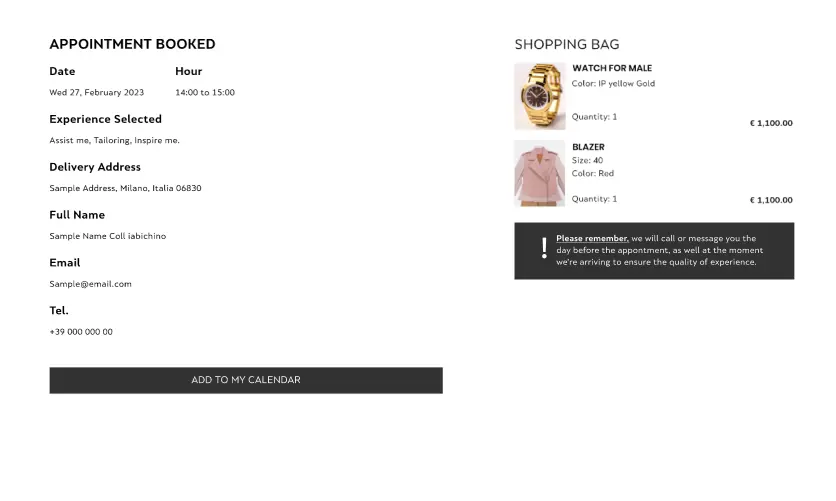 APPOINTMENT BOOKED
Date Hour
Wed 27, February 2023 14:00 to 15:00
Experience Selected
Assist me, Tailoring, Inspire me.
Delivery Address
Sample Address, Milano, Italia 06830
Full Name
Sample Name Coll iabichino
Email
Sample@email.com
Tel.
+39 000 000 00
ADD TO MY CALENDAR
SHOPPING BAG
WATCH FOR MALE
Color: IP yellow Gold
Quantity: 1
€ 1,100.00
BLAZER
Size: 40
Color: Red
Quantity: 1
€ 1,100.00
! Please remember, we will call or message you the
day before the appontment, as well at the moment
we're arriving to ensure the quality of experience.